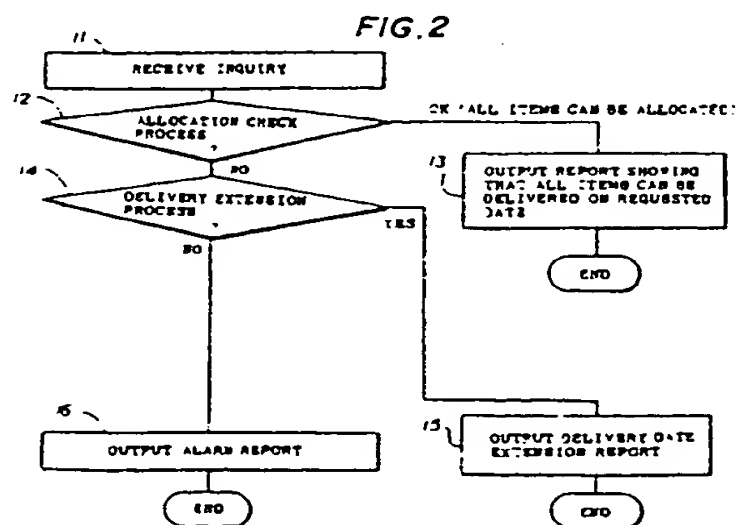 FIG.2
11
RECEIVE INQUIRY
12
ALLOCATION CHECK
PROCESS
?
OK (ALL ITEMS CAN BE ALLOCATED)
NO
13
OUTPUT REPORT SHOWING
THAT ALL ITEMS CAN BE
DELIVERED ON REQUESTED
DATE
END
14
DELIVERY EXTENSION
PROCESS
?
YES
NO
16
OUTPUT ALARM REPORT
END
15
OUTPUT DELIVERY DATE
EXTENSION REPORT
END